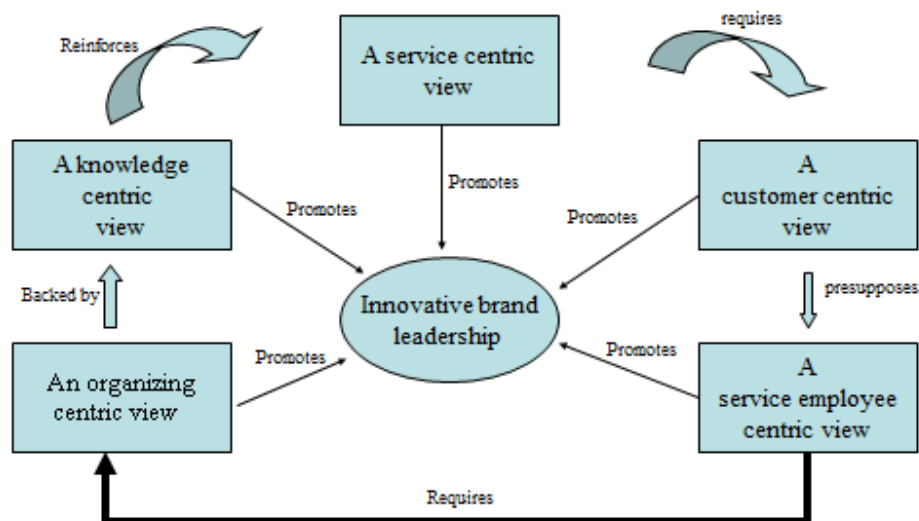 Reinforces
requires
A service centric
view
A knowledge
centric
view
Promotes
Promotes
Promotes
A
customer centric
view
Backed by
Innovative brand
leadership
presupposes
An organizing
centric view
Promotes
Promotes
A
service employee
centric view
Requires